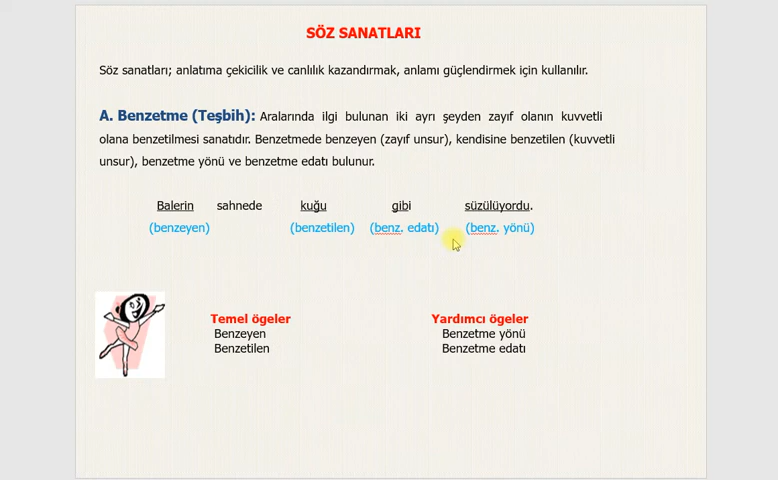 SÖZ SANATLARI
Söz sanatları; anlatıma çekicilik ve canlılık kazandırmak, anlamı güçlendirmek için kullanılır.
A. Benzetme (Teşbih): Aralarında ilgi bulunan iki ayrı şeyden zayıf olanın kuvvetli
olana benzetilmesi sanatıdır. Benzetmede benzeyen (zayıf unsur), kendisine benzetilen (kuvvetli
unsur), benzetme yönü ve benzetme edatı bulunur.
Balerin sahnede kuğu gibi süzülüyordu.
(benzeyen) (benzetilen) (benz. edatı) (benz. yönü)
Temel ögeler Yardımcı ögeler
Benzeyen Benzetme yönü
Benzetilen Benzetme edatı